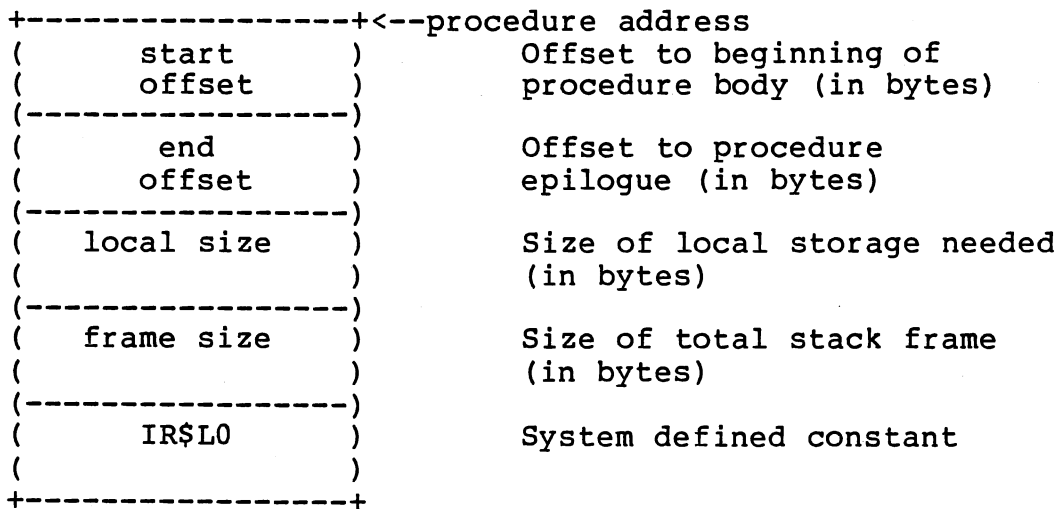 +-----------------+<--procedure address
(      start      )        Offset to beginning of
(      offset     )        procedure body (in bytes)
(-----------------)
(       end       )        Offset to procedure
(      offset     )        epilogue (in bytes)
(-----------------)
(   local size    )        Size of local storage needed
(                 )        (in bytes)
(-----------------)
(   frame size    )        Size of total stack frame
(                 )        (in bytes)
(-----------------)
(      IR$L0      )        System defined constant
(                 )
+-----------------+